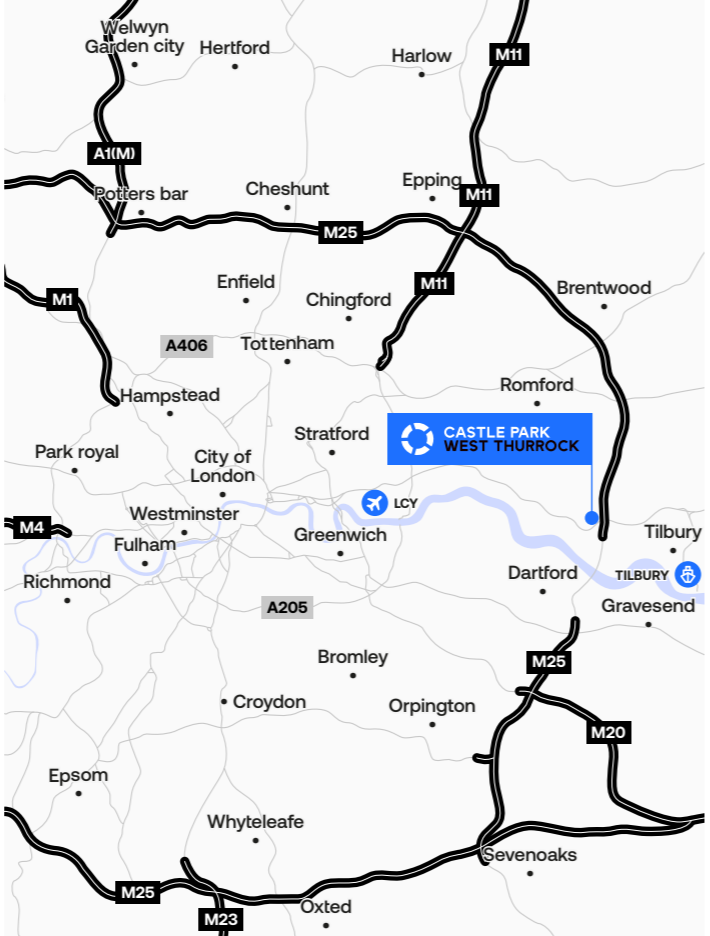 Welwyn
Garden city
Hertford
Harlow
M11
A1(M)
Potters bar
Cheshunt
Epping
M11
M25
Enfield
M11
Brentwood
M1
Chingford
A406
Tottenham
Hampstead
Romford
Stratford
CASTLE PARK
WEST THURROCK
Park royal
City of
London
LCY
Westminster
M4
Greenwich
Tilbury
Fulham
Richmond
Dartford
TILBURY
A205
Gravesend
Bromley
M25
Croydon
Orpington
M20
Epsom
Whyteleafe
Sevenoaks
M25
M23
Oxted